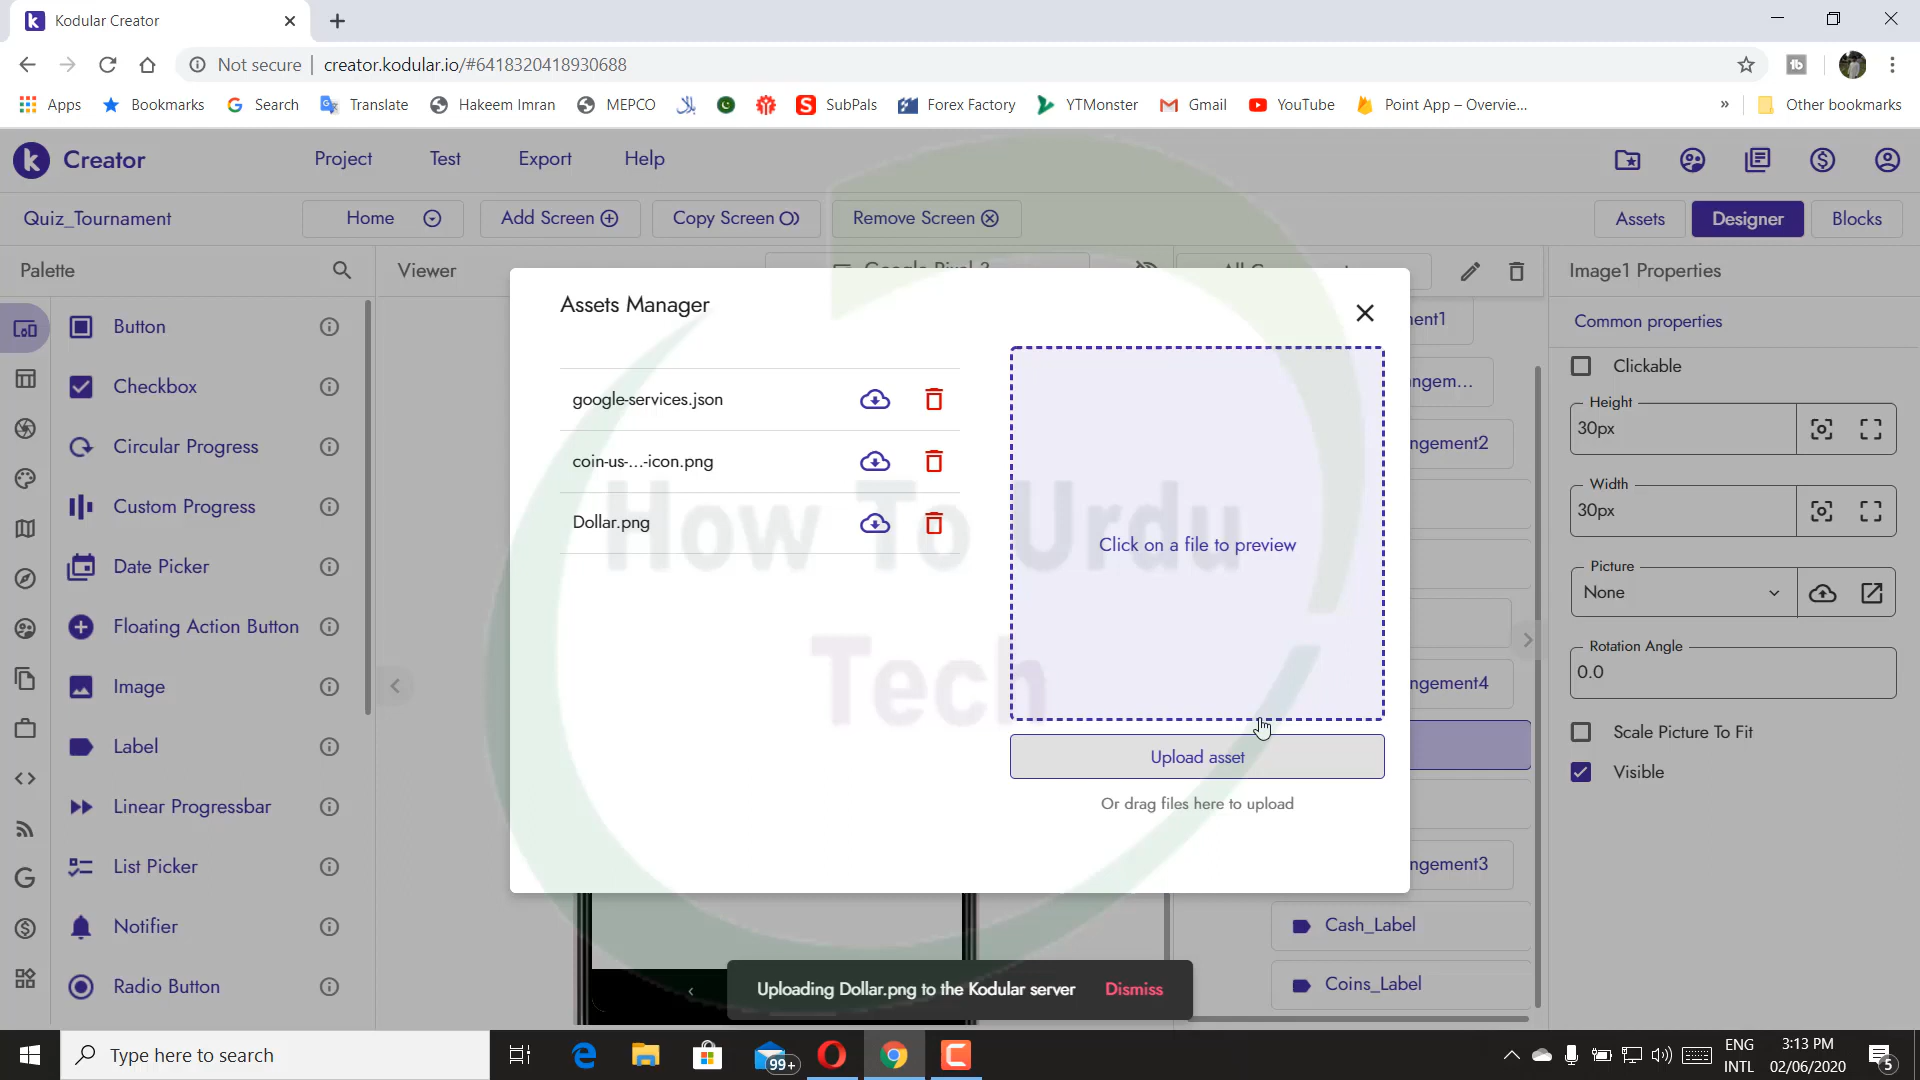 Kodular Creator
Not secure
creator.kodular.io/#6418320418930688
Apps
Bookmarks
Search
Translate
Hakeem Imran
MEPCO
SubPals
Forex Factory
YTMonster
Gmail
YouTube
Point App – Overvie...
»
Other bookmarks
Creator
Project
Test
Export
Help
Quiz_Tournament
Home
Add Screen
Copy Screen
Remove Screen
Assets
Designer
Blocks
Palette
Viewer
Image1 Properties
Common properties
Button
Checkbox
Circular Progress
Custom Progress
Date Picker
Floating Action Button
Image
Label
Linear Progressbar
List Picker
Notifier
Radio Button
Assets Manager
google-services.json
coin-us-...-icon.png
Dollar.png
Click on a file to preview
Upload asset
Or drag files here to upload
How To Urdu
Tech
ent1
ngem...
ngement2
ngement4
ngement3
Cash_Label
Coins_Label
Clickable
Height
30px
Width
30px
Picture
None
Rotation Angle
0.0
Scale Picture To Fit
Visible
Uploading Dollar.png to the Kodular server
Dismiss
Type here to search
99+
ENG
INTL
3:13 PM
02/06/2020
5